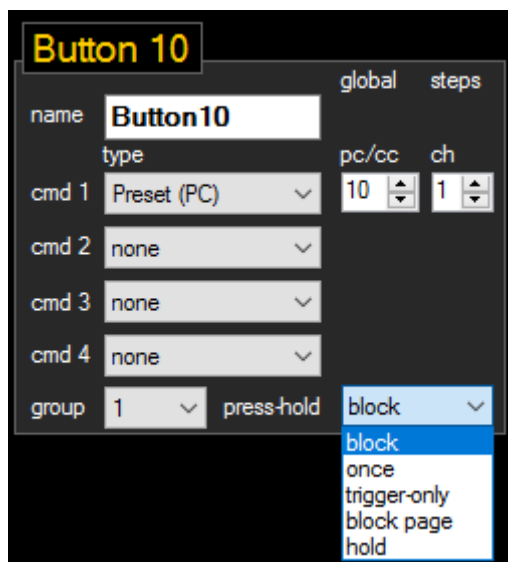 Button 10
global steps
name Button10
type pc/cc ch
cmd 1 Preset (PC) 10 1
cmd 2 none
cmd 3 none
cmd 4 none
group 1 press-hold block
block
once
trigger-only
block page
hold